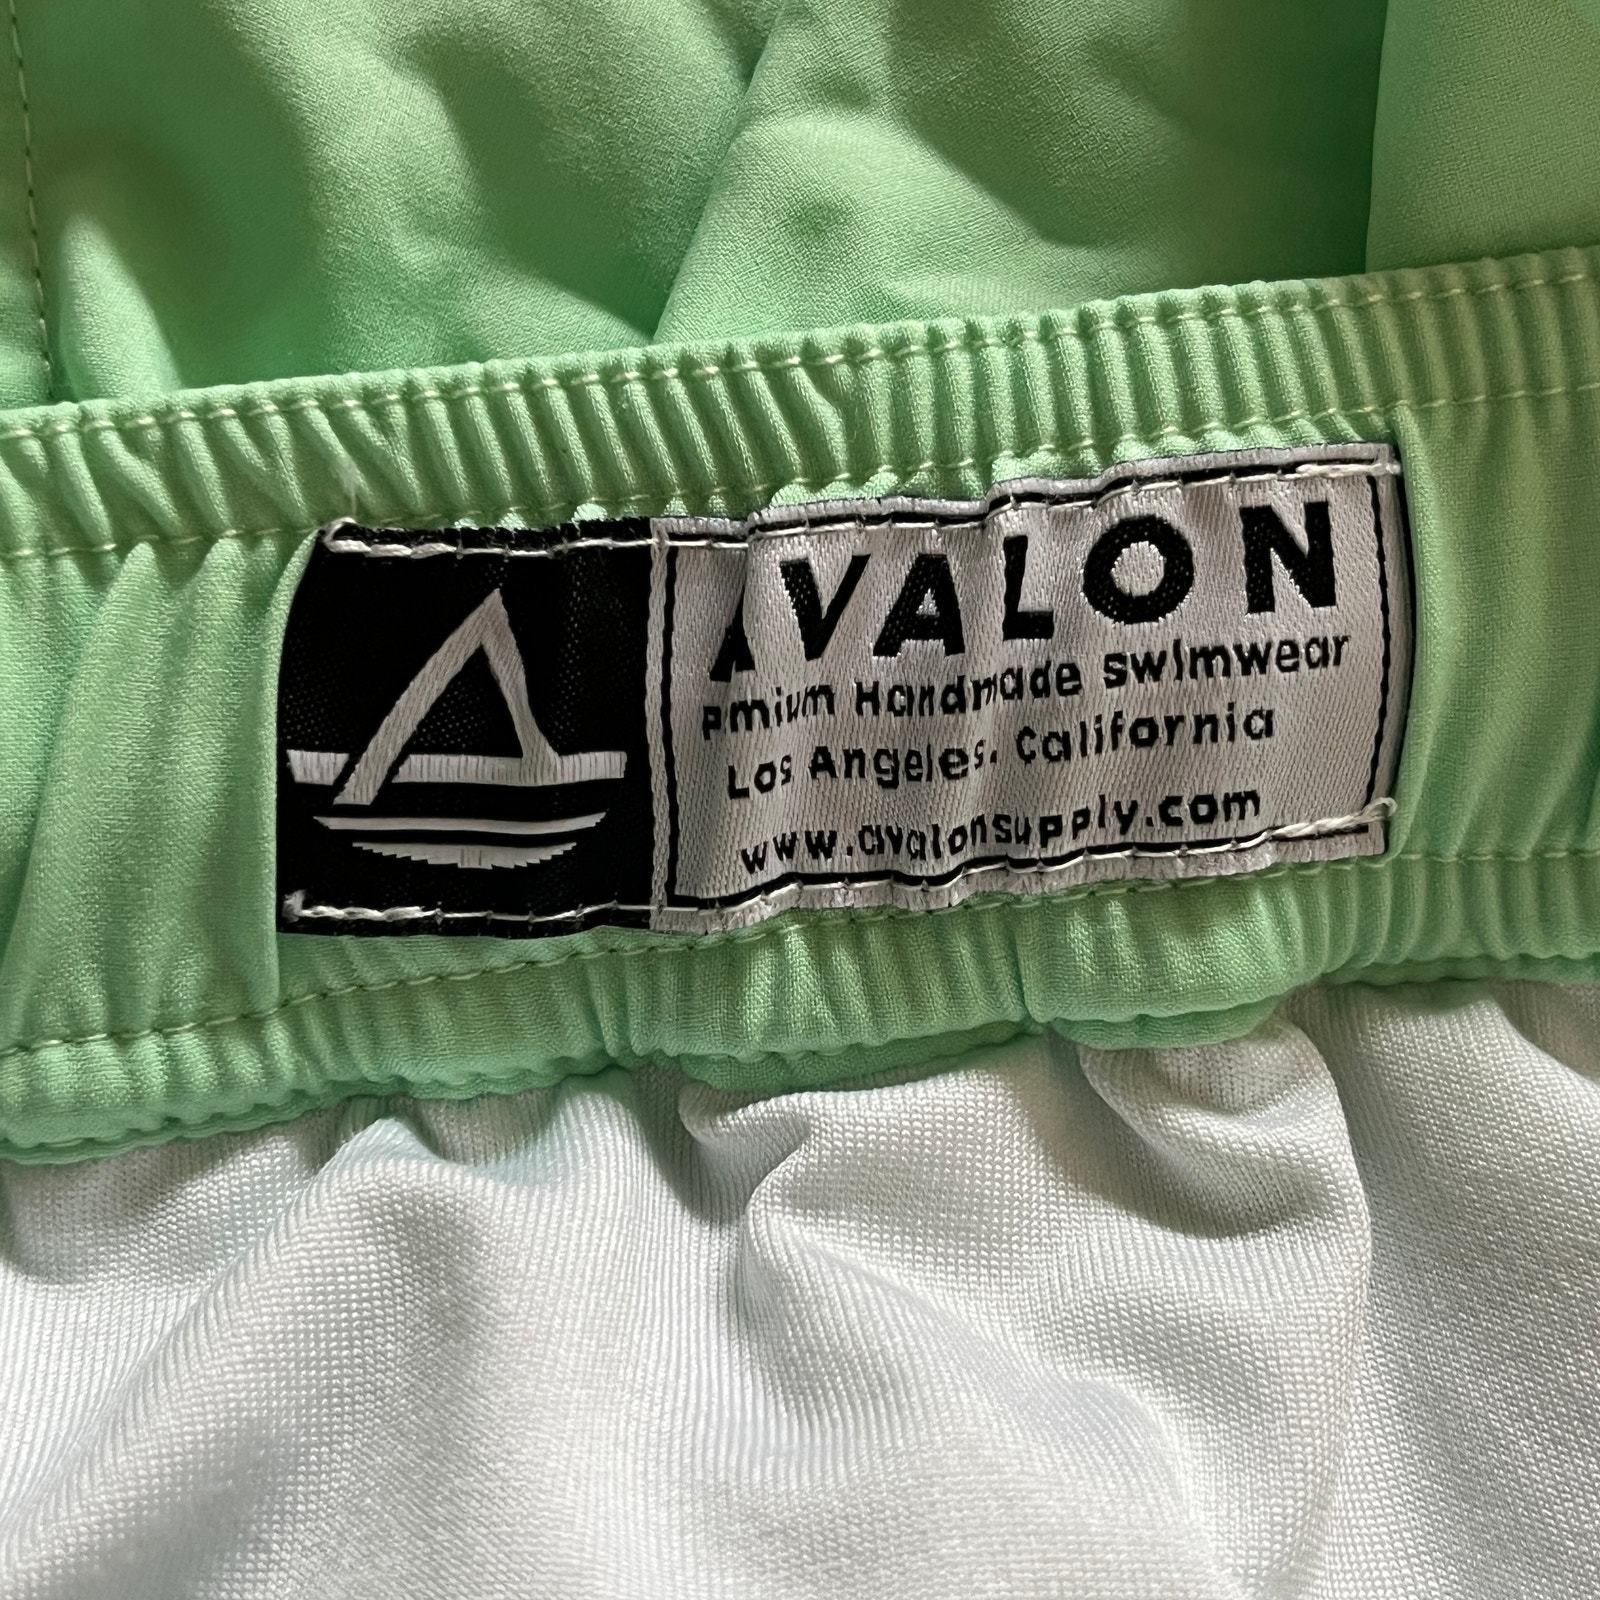 AVALON
Pmium Handmade Swimwear
Los Angeles, California
www.avalonsupply.com